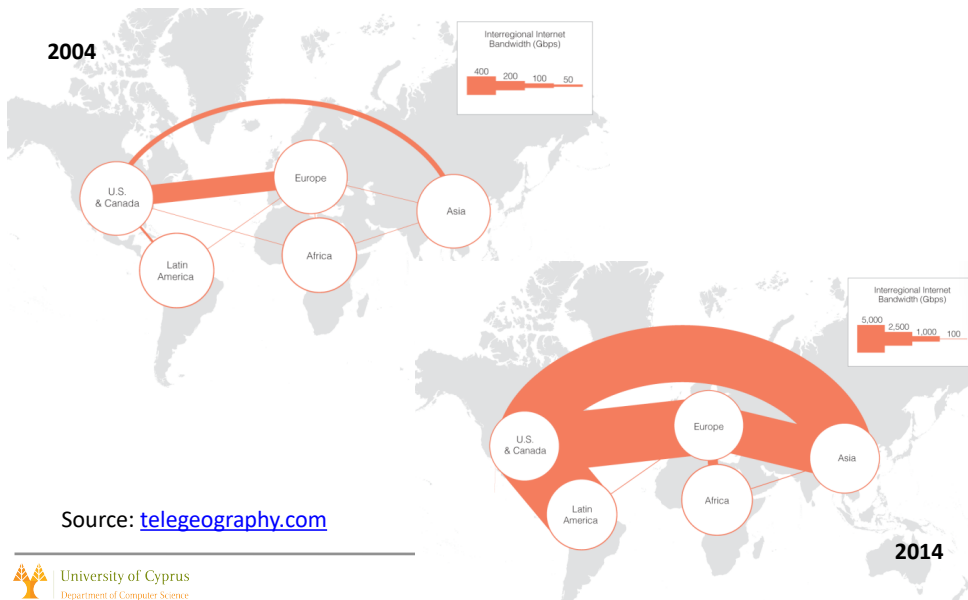 2004
Interregional Internet
Bandwidth (Gbps)
400
200
100
50
U.S.
& Canada
Europe
Asia
Latin
America
Africa
Interregional Internet
Bandwidth (Gbps)
5,000
2,500
1,000
100
U.S.
& Canada
Europe
Asia
Latin
America
Africa
2014
Source: telegeography.com
University of Cyprus
Department of Computer Science